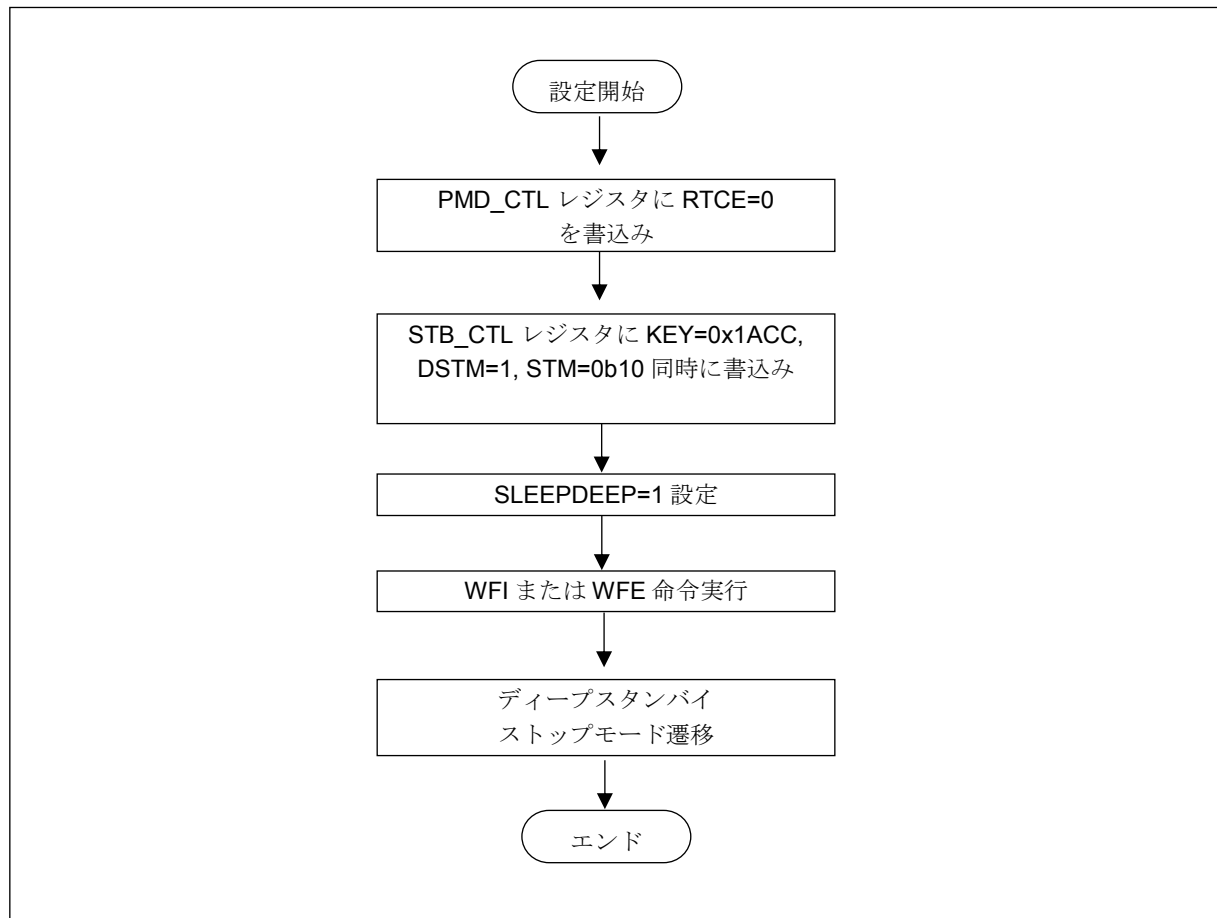 設定開始
PMD_CTL レジスタに RTCE=0
を書込み
STB_CTL レジスタに KEY=0x1ACC,
DSTM=1, STM=0b10 同時に書込み
SLEEPDEEP=1 設定
WFI または WFE 命令実行
ディープスタンバイ
ストップモード遷移
エンド